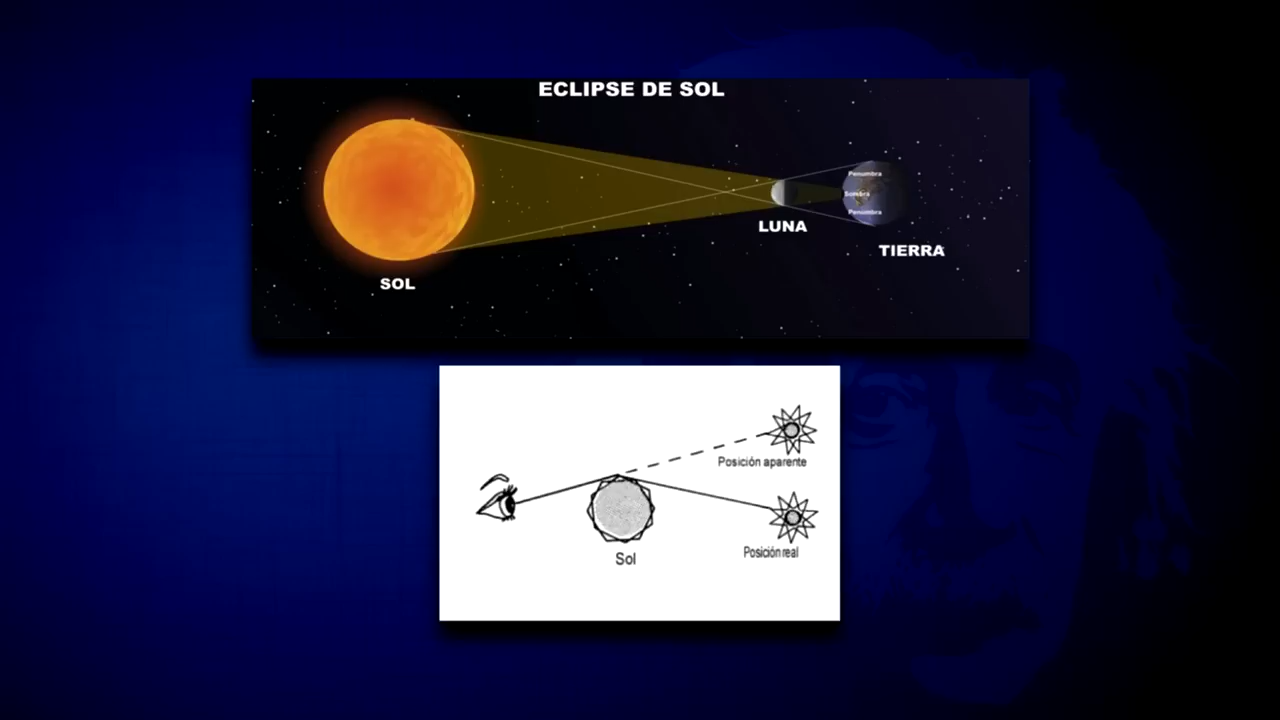 ECLIPSE DE SOL
Penumbra
Sombra
Penumbra
LUNA
TIERRA
SOL
Posición aparente
Posición real
Sol